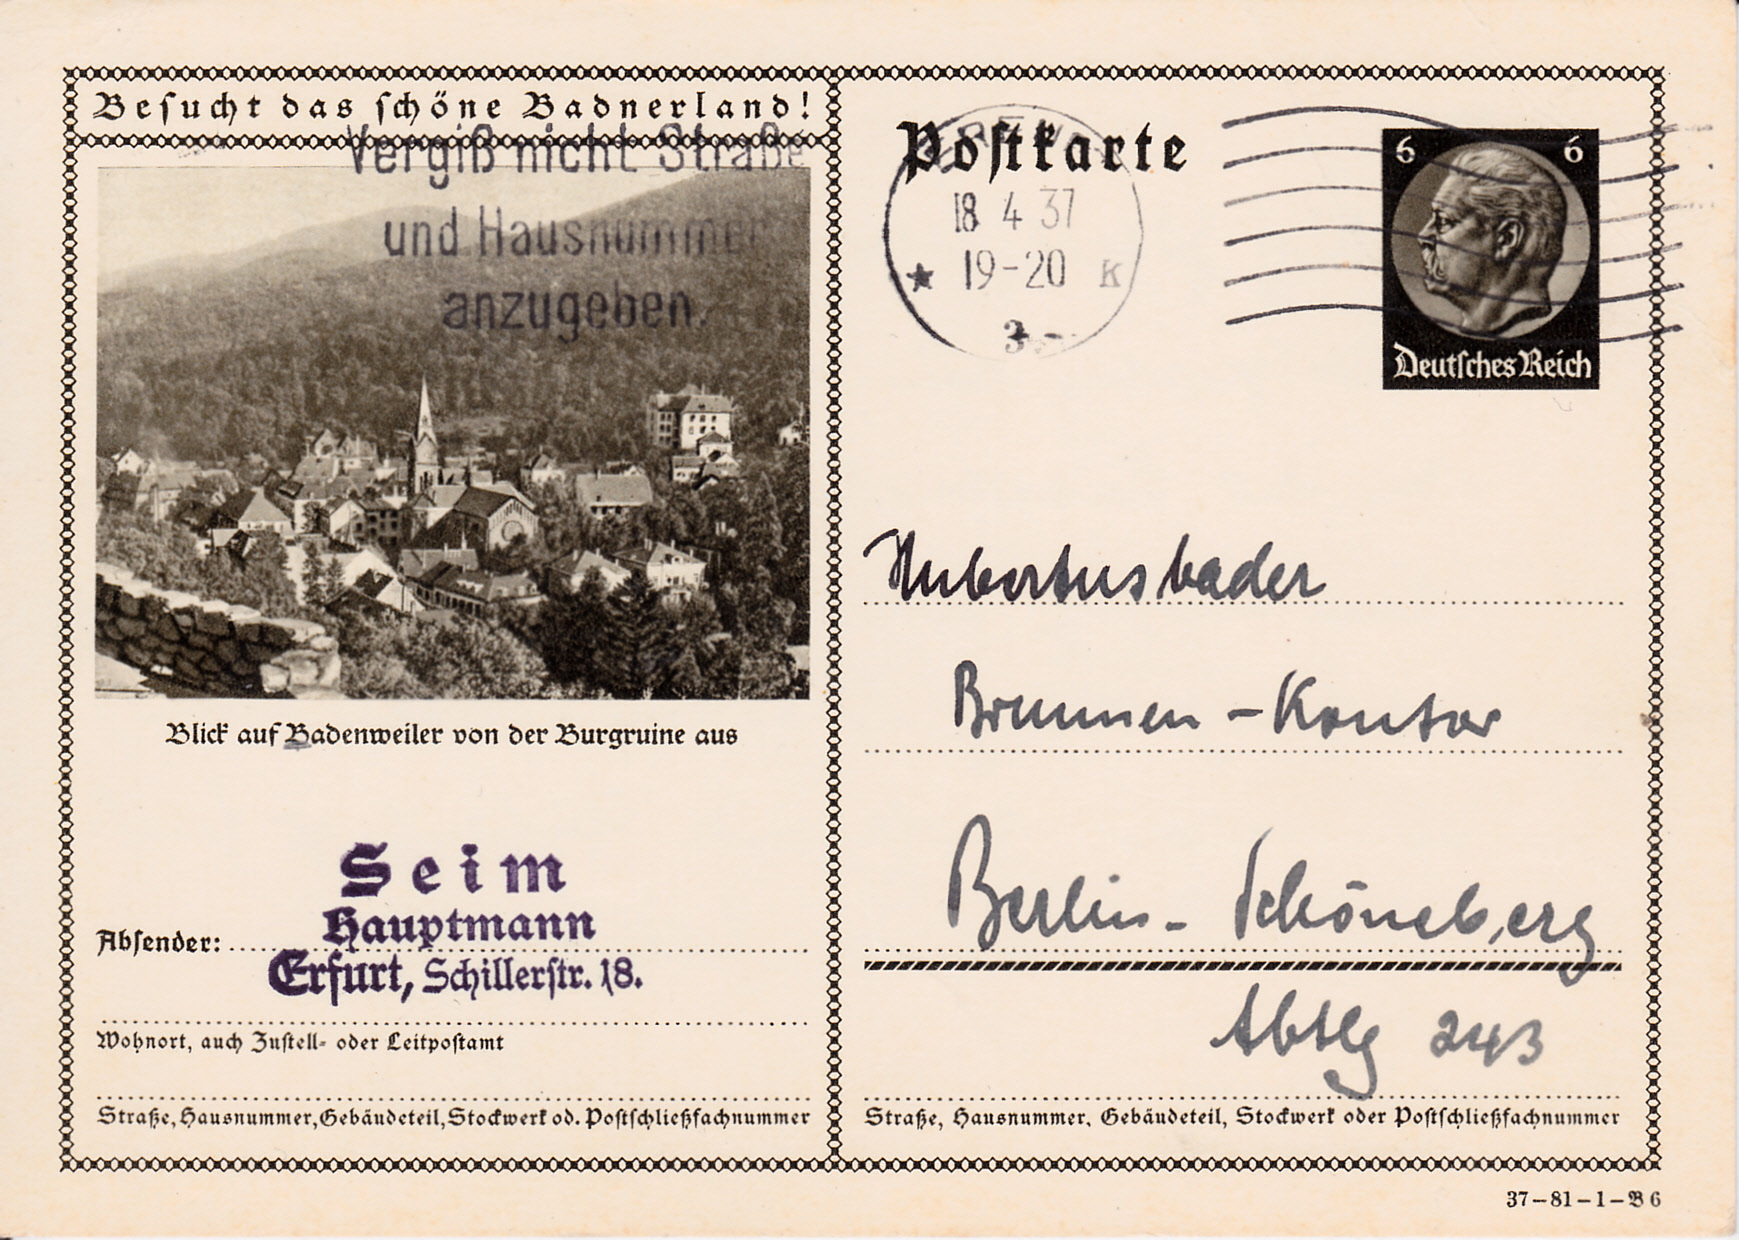 Besucht das schöne Badnerland!
Vergiß nicht Straße
und Hausnummer
anzugeben.
Blick auf Badenweiler von der Burgruine aus
Seim
Hauptmann
Absender:
Erfurt, Schillerstr. 18.
Wohnort, auch Zustell- oder Leitpostamt
Straße, Hausnummer, Gebäudeteil, Stockwerk od. Postschließfachnummer
Postkarte
18 4 37
19-20 K
3
6 6
Deutsches Reich
Hubertusbader
Brunnen-Kontor
Berlin-Schöneberg
Abtlg 243
Straße, Hausnummer, Gebäudeteil, Stockwerk oder Postschließfachnummer
37-81-1-B6